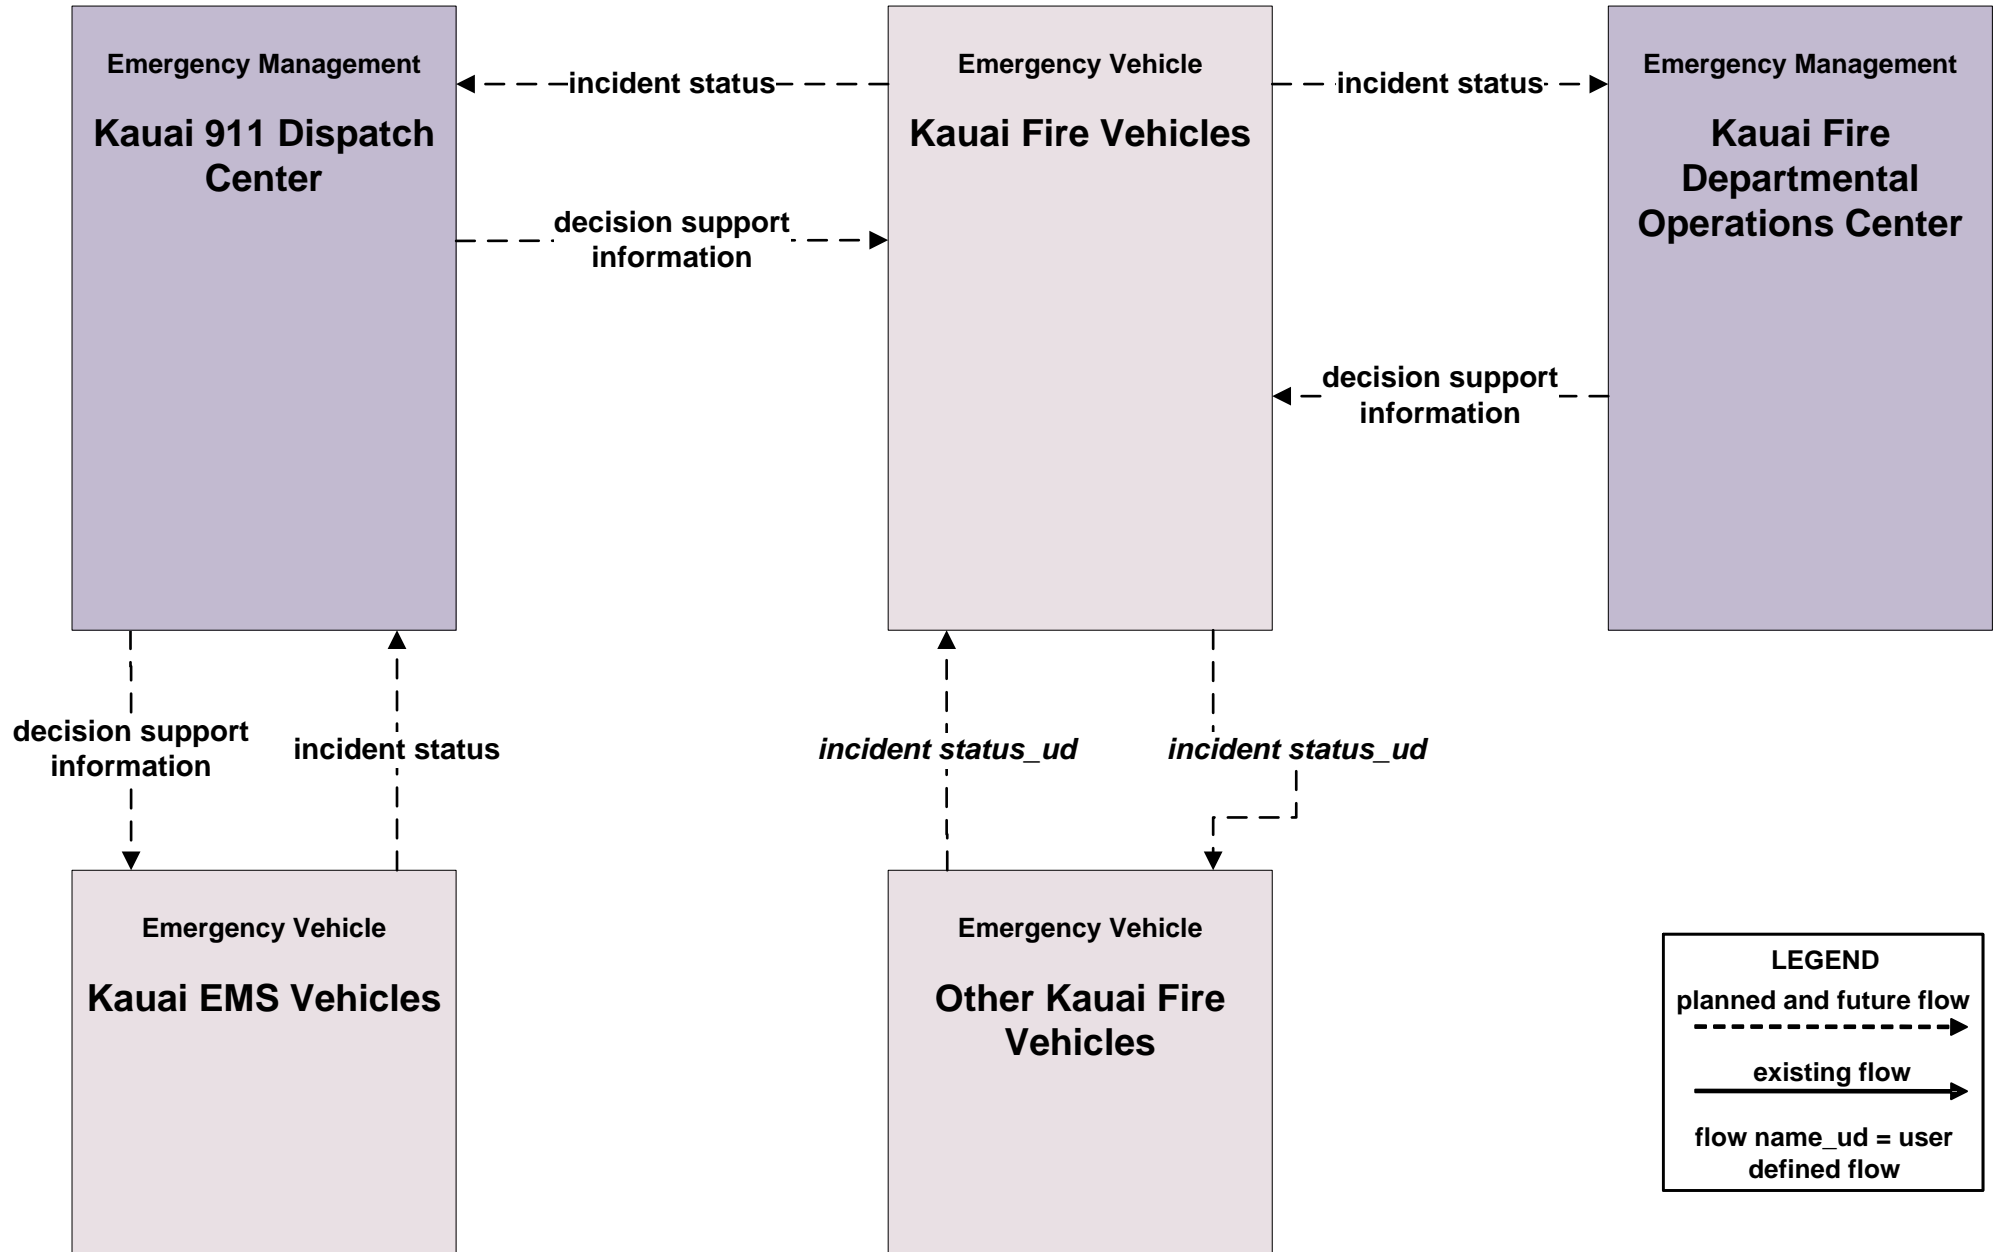 Emergency Management
Kauai 911 Dispatch
Center
incident status
Emergency Vehicle
Kauai Fire Vehicles
incident status
Emergency Management
Kauai Fire
Departmental
Operations Center
decision support
information
decision support
information
decision support
information
incident status
incident status_ud
incident status_ud
Emergency Vehicle
Kauai EMS Vehicles
Emergency Vehicle
Other Kauai Fire
Vehicles
LEGEND
planned and future flow
existing flow
flow name_ud = user
defined flow